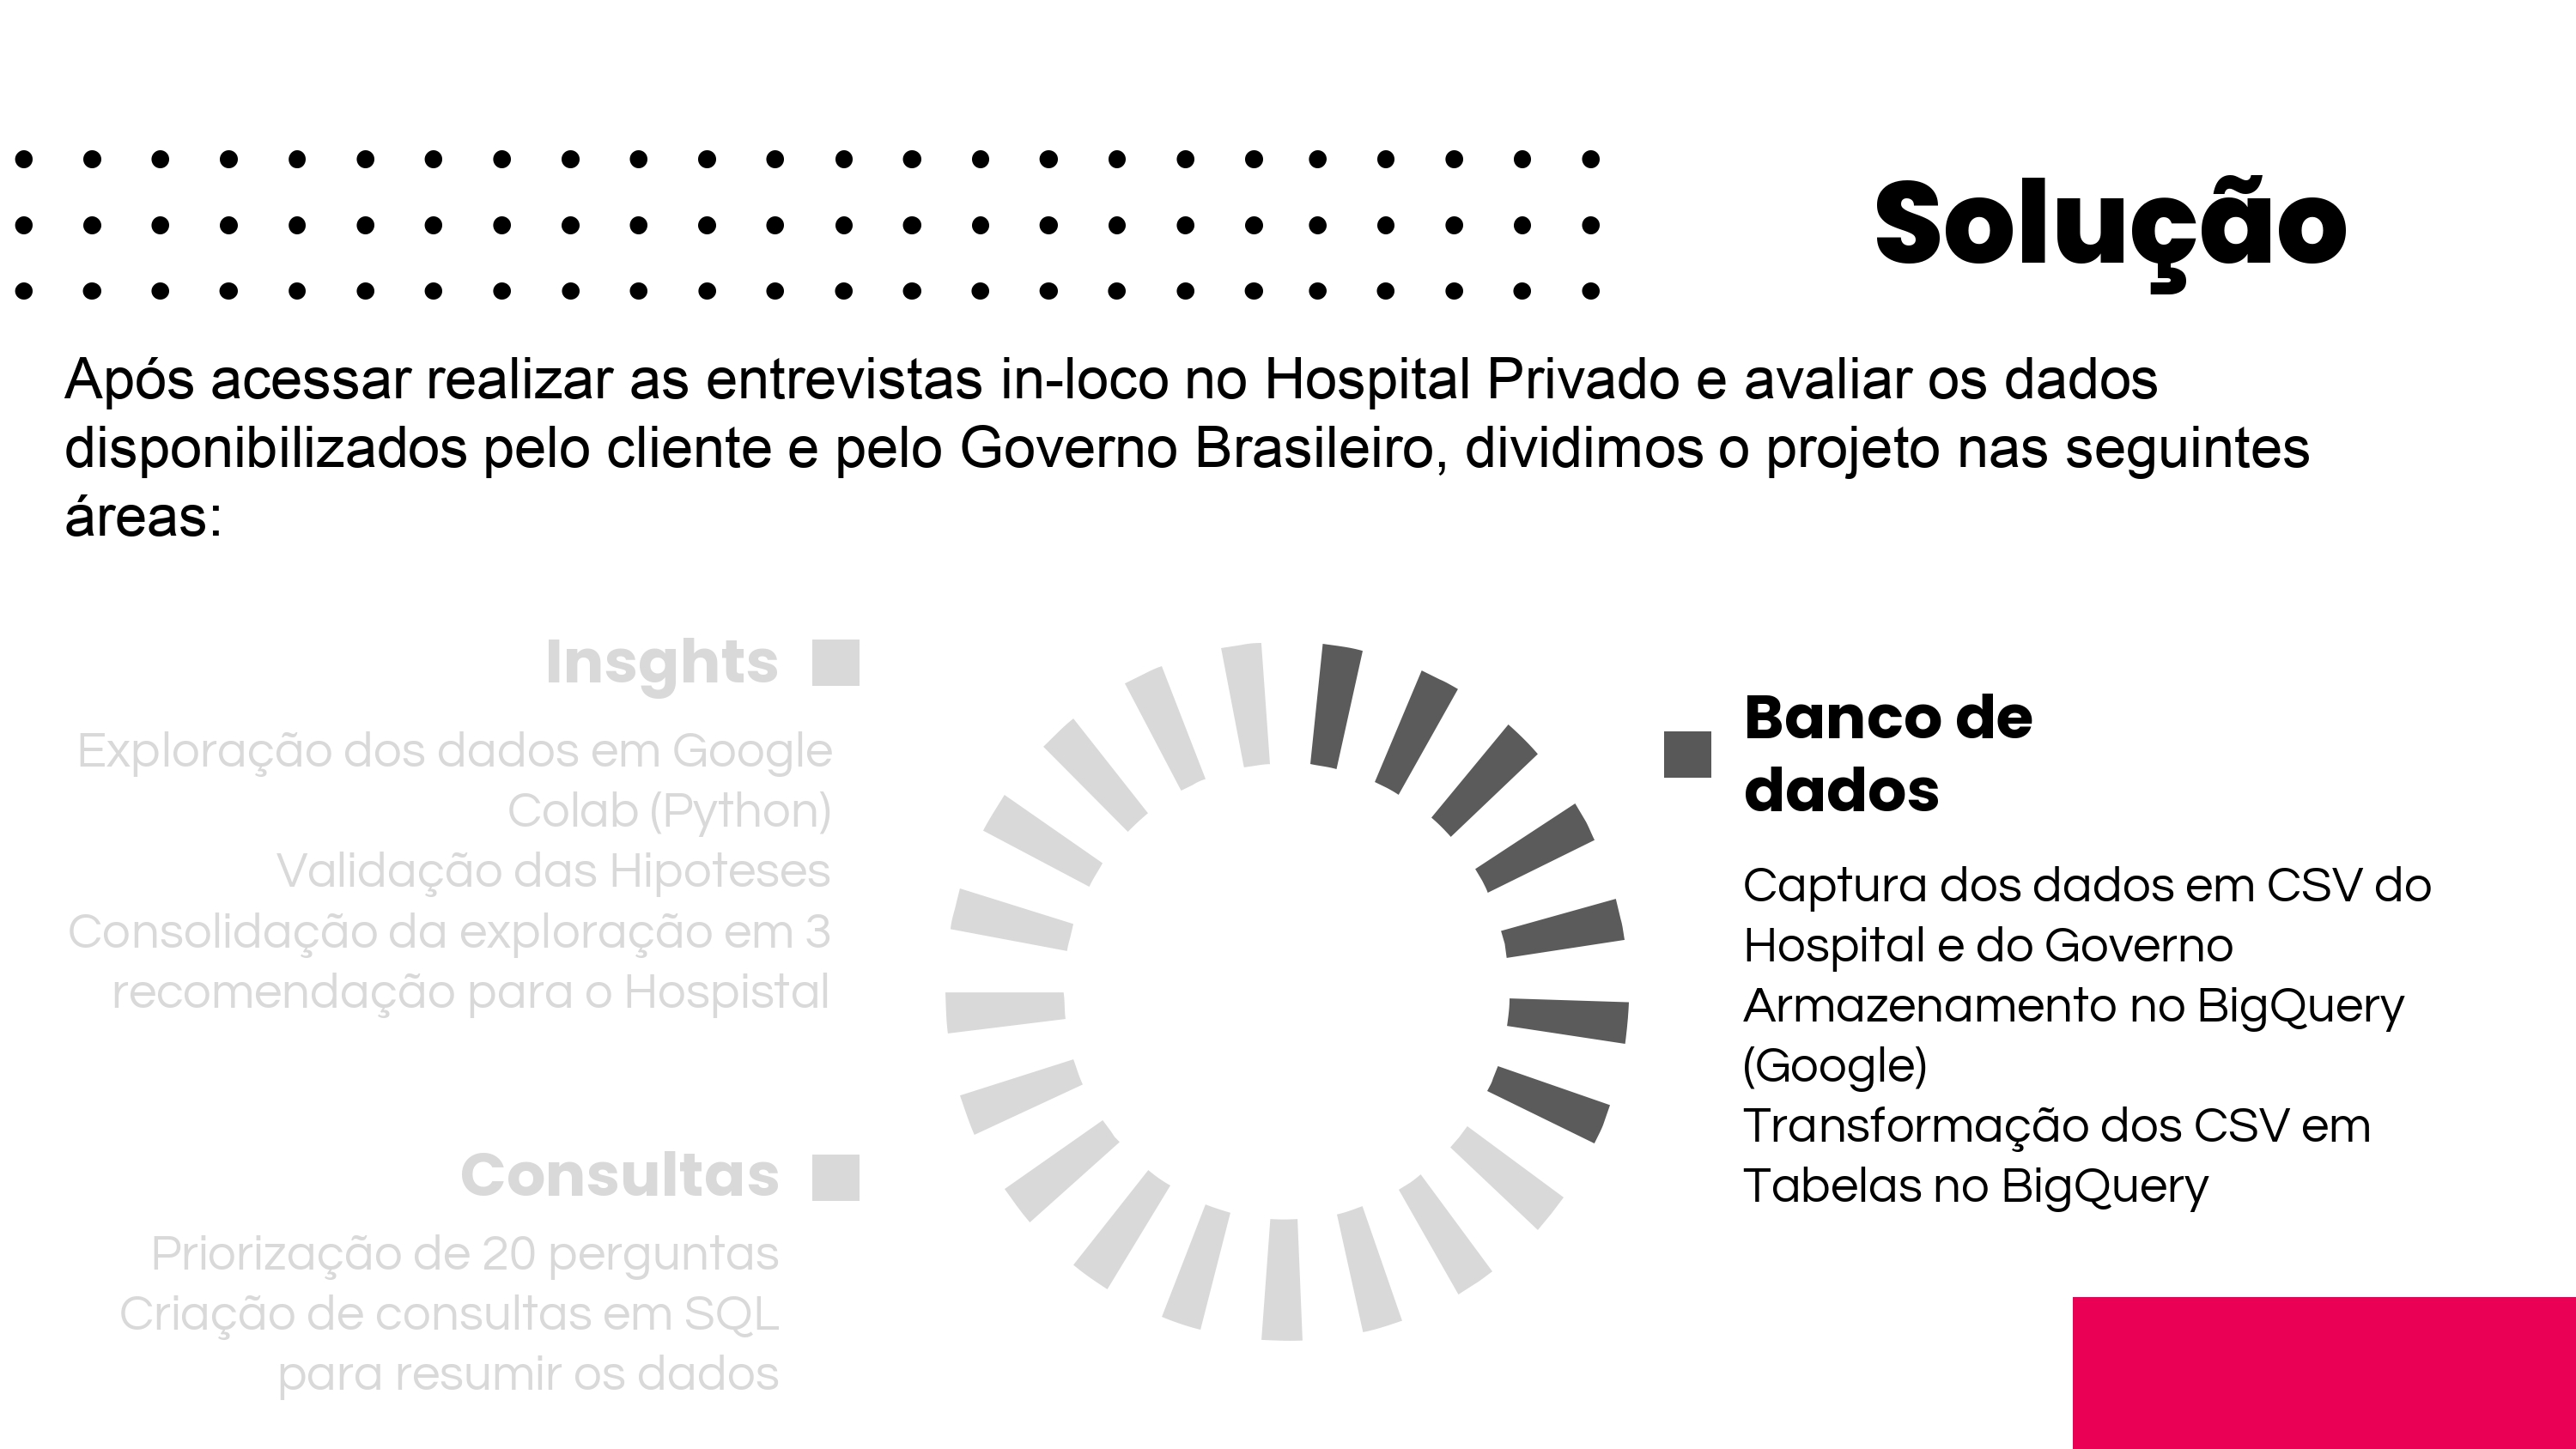 Solução
Após acessar realizar as entrevistas in-loco no Hospital Privado e avaliar os dados
disponibilizados pelo cliente e pelo Governo Brasileiro, dividimos o projeto nas seguintes
áreas:
Insghts
Exploração dos dados em Google
Colab (Python)
Validação das Hipoteses
Consolidação da exploração em 3
recomendação para o Hospistal
Consultas
Priorização de 20 perguntas
Criação de consultas em SQL
para resumir os dados
Banco de
dados
Captura dos dados em CSV do
Hospital e do Governo
Armazenamento no BigQuery
(Google)
Transformação dos CSV em
Tabelas no BigQuery